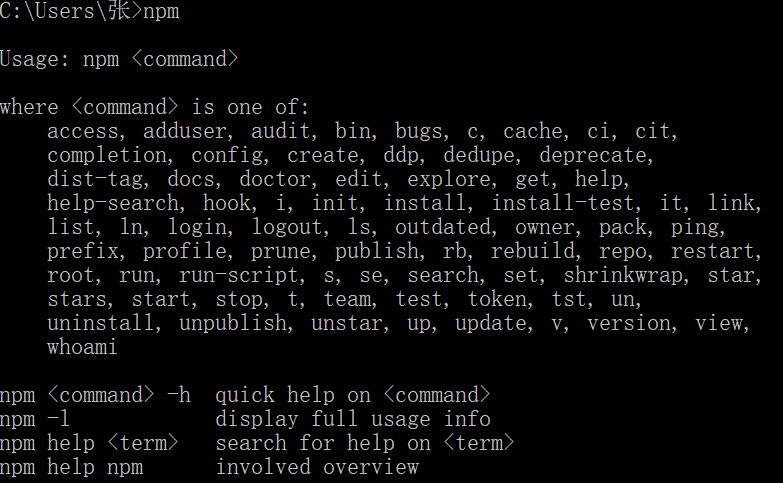 C:\Users\张>npm
Usage: npm <command>
where <command> is one of:
access, adduser, audit, bin, bugs, c, cache, ci, cit,
completion, config, create, ddp, dedupe, deprecate,
dist-tag, docs, doctor, edit, explore, get, help,
help-search, hook, i, init, install, install-test, it, link,
list, ln, login, logout, ls, outdated, owner, pack, ping,
prefix, profile, prune, publish, rb, rebuild, repo, restart,
root, run, run-script, s, se, search, set, shrinkwrap, star,
stars, start, stop, t, team, test, token, tst, un,
uninstall, unpublish, unstar, up, update, v, version, view,
whoami
npm <command> -h  quick help on <command>
npm -l            display full usage info
npm help <term>   search for help on <term>
npm help npm      involved overview